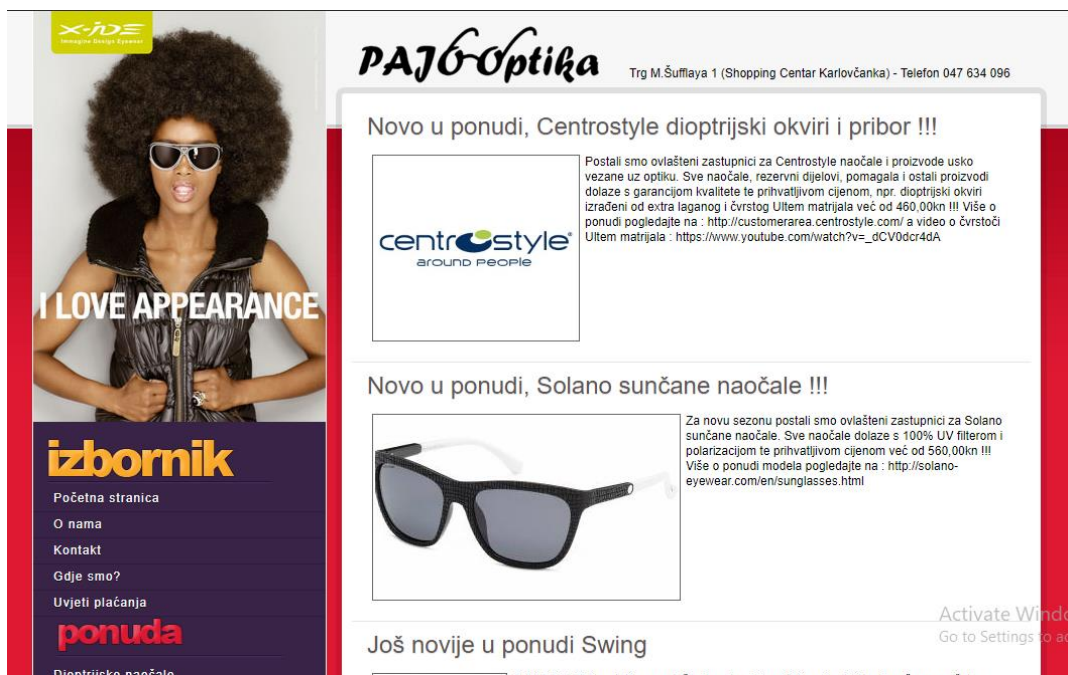 X-IDE
Immagine Design Eyewear
I LOVE APPEARANCE
izbornik
Početna stranica
O nama
Kontakt
Gdje smo?
Uvjeti plaćanja
ponuda
Dioptrijske naočale
PAJO Optika
Trg M.Šufflaya 1 (Shopping Centar Karlovčanka) - Telefon 047 634 096
Novo u ponudi, Centrostyle dioptrijski okviri i pribor !!!
centrostyle
around people
Postali smo ovlašteni zastupnici za Centrostyle naočale i proizvode usko
vezane uz optiku. Sve naočale, rezervni dijelovi, pomagala i ostali proizvodi
dolaze s garancijom kvalitete te prihvatljivom cijenom, npr. dioptrijski okviri
izrađeni od extra laganog i čvrstog Ultem matrijala već od 460,00kn !!! Više o
ponudi pogledajte na : http://customerarea.centrostyle.com/ a video o čvrstoči
Ultem matrijala : https://www.youtube.com/watch?v=_dCV0dcr4dA
Novo u ponudi, Solano sunčane naočale !!!
Za novu sezonu postali smo ovlašteni zastupnici za Solano
sunčane naočale. Sve naočale dolaze s 100% UV filterom i
polarizacijom te prihvatljivom cijenom već od 560,00kn !!!
Više o ponudi modela pogledajte na : http://solano-
eyewear.com/en/sunglasses.html
Još novije u ponudi Swing
Activate Windo
Go to Settings to ac